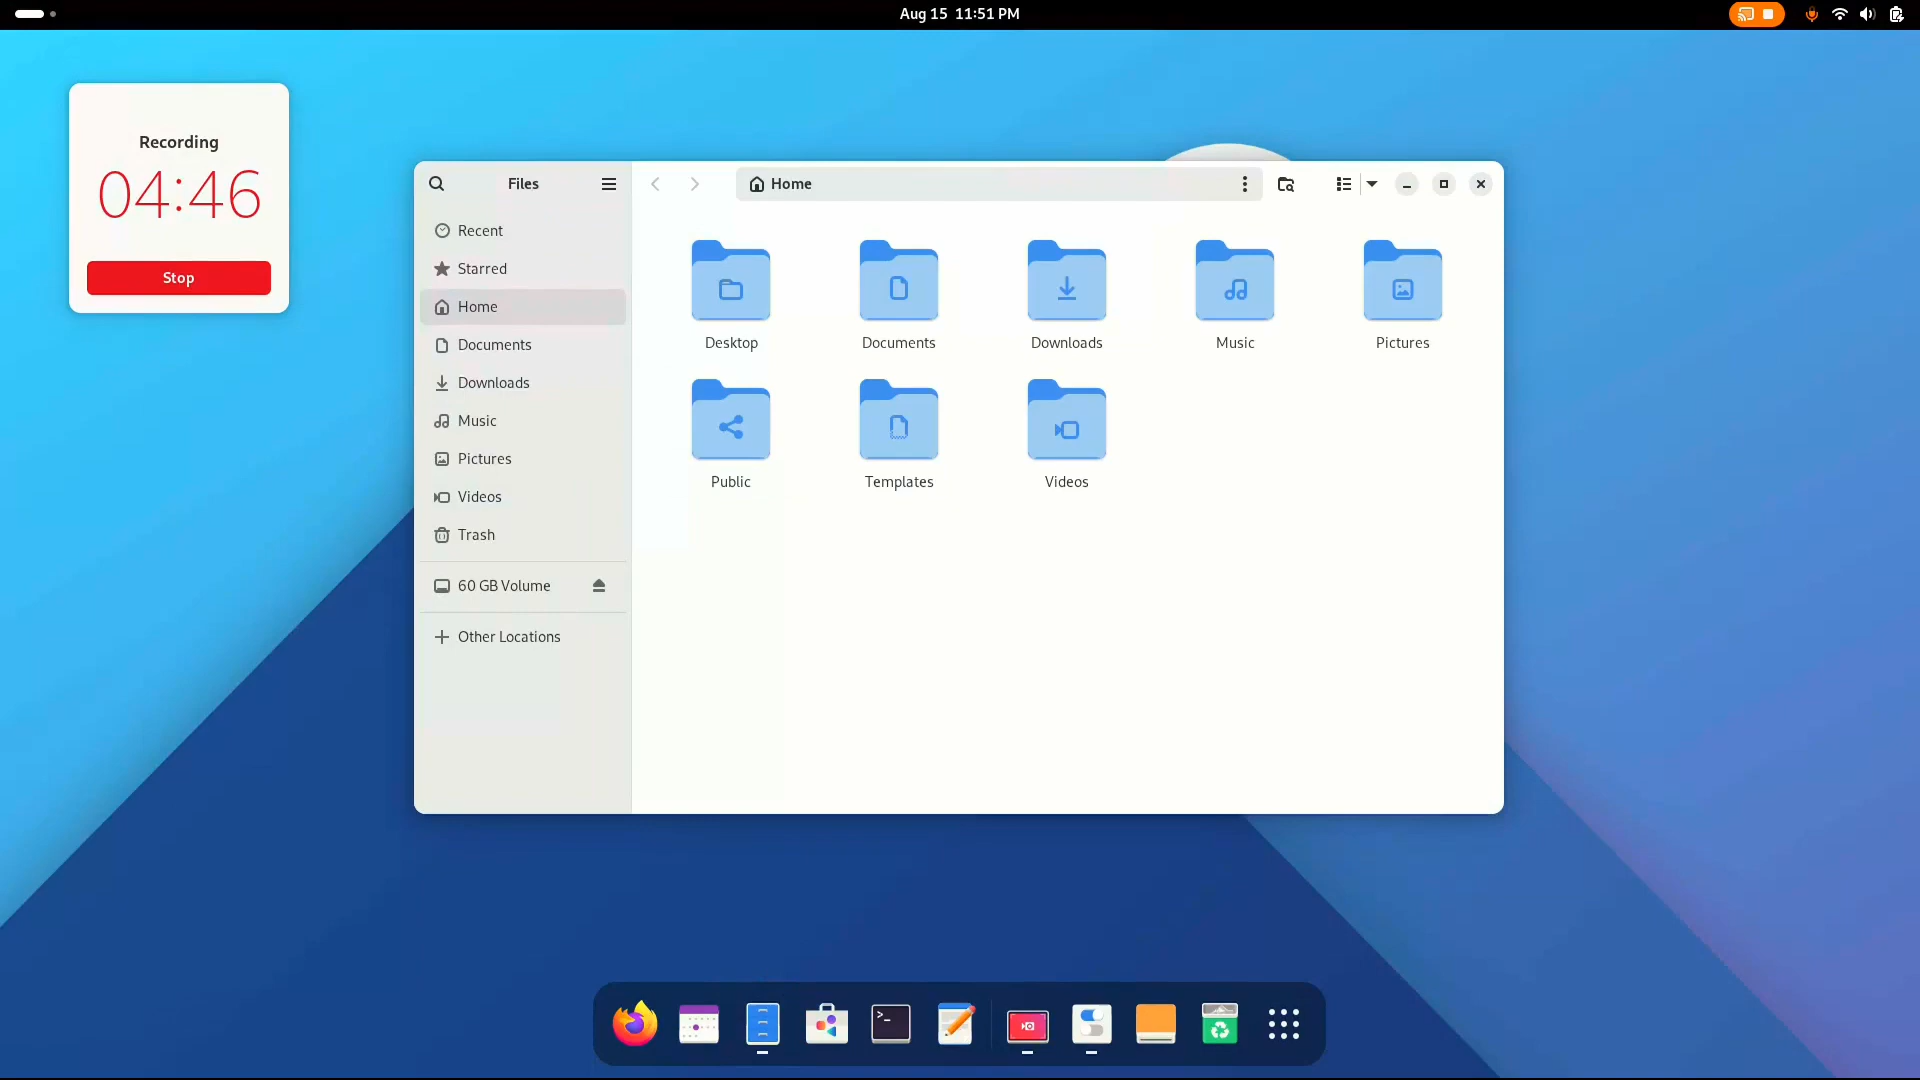 Aug 15 11:51 PM
Recording
04:46
Stop
Files
Home
Recent
Starred
Home
Documents
Downloads
Music
Pictures
Videos
Trash
60 GB Volume
Other Locations
Desktop
Documents
Downloads
Music
Pictures
Public
Templates
Videos
>_